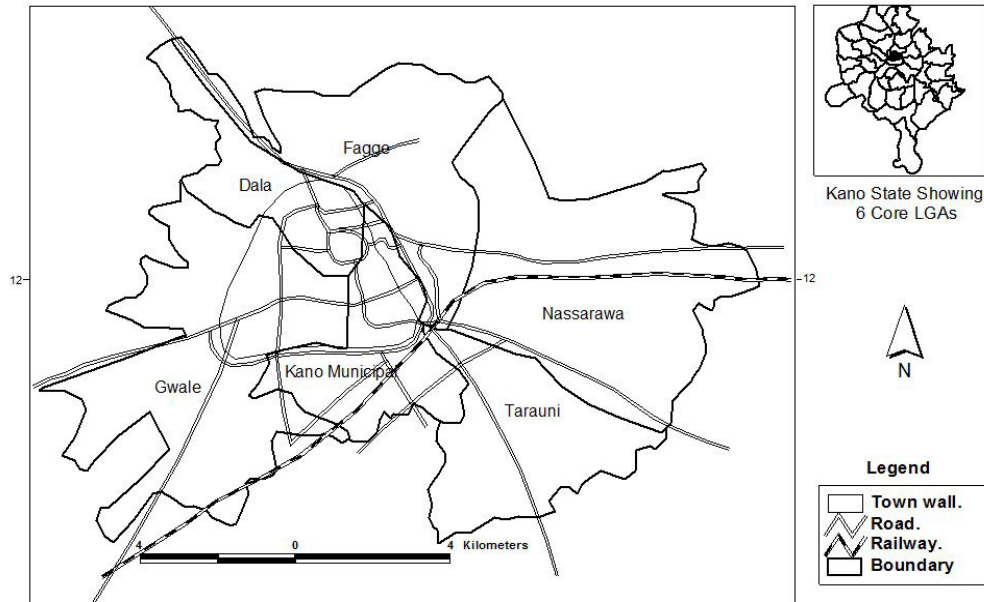 Fagge
Dala
12
12
Nassarawa
Kano Municipal
Gwale
Tarauni
4 0 4 Kilometers
Kano State Showing
6 Core LGAs
N
Legend
Town wall.
Road.
Railway.
Boundary